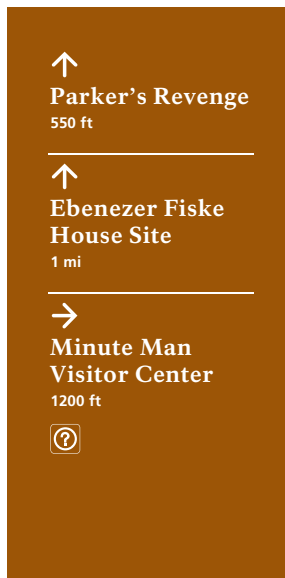 Parker’s Revenge
550 ft
Ebenezer Fiske
House Site
1 mi
Minute Man
Visitor Center
1200 ft
?